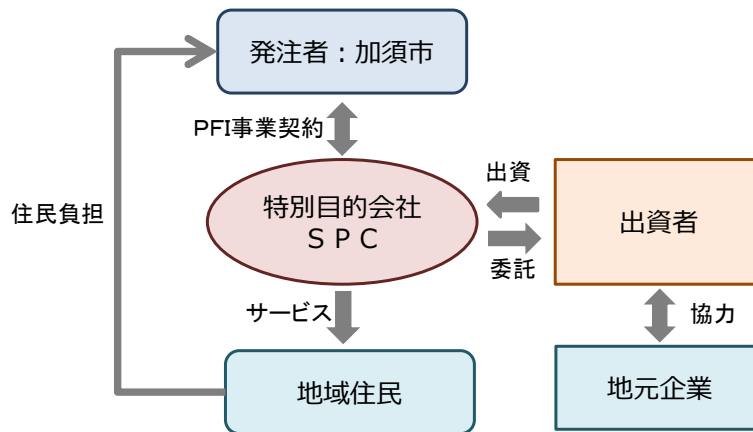 発注者：加須市
PFI事業契約
出資
特別目的会社
ＳＰＣ
出資者
住民負担
委託
サービス
協力
地域住民
地元企業